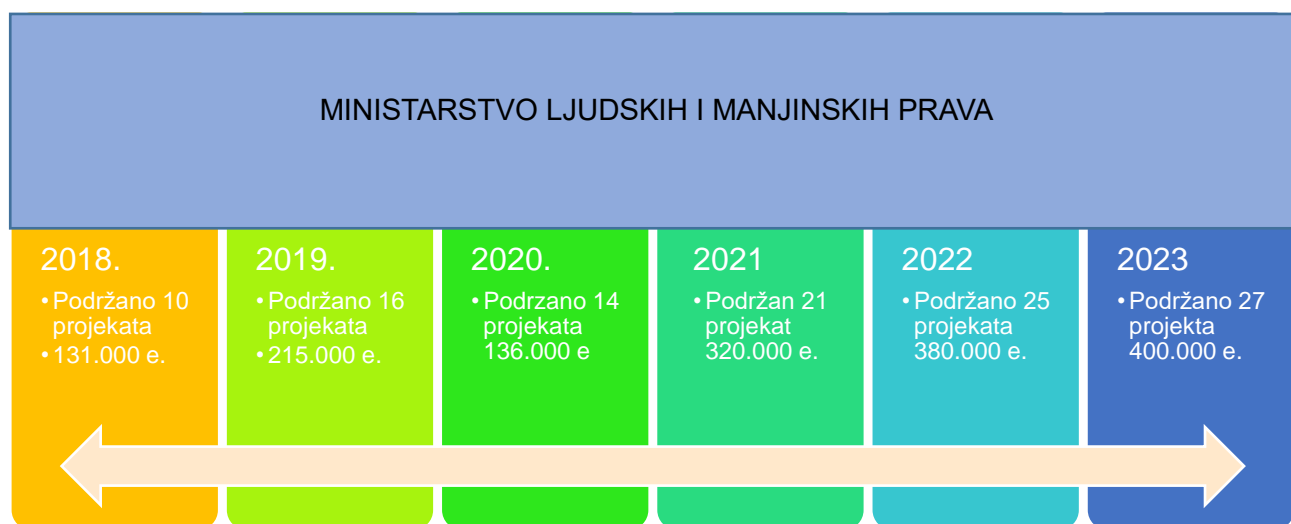 MINISTARSTVO LJUDSKIH I MANJINSKIH PRAVA
2018.
•Podržano 10
projekata
•131.000 e.
2019.
•Podržano 16
projekata
•215.000 e.
2020.
•Podrzano 14
projekata
136.000 e
2021
•Podržan 21
projekat
320.000 e.
2022
•Podržano 25
projekata
380.000 e.
2023
•Podržano 27
projekta
400.000 e.